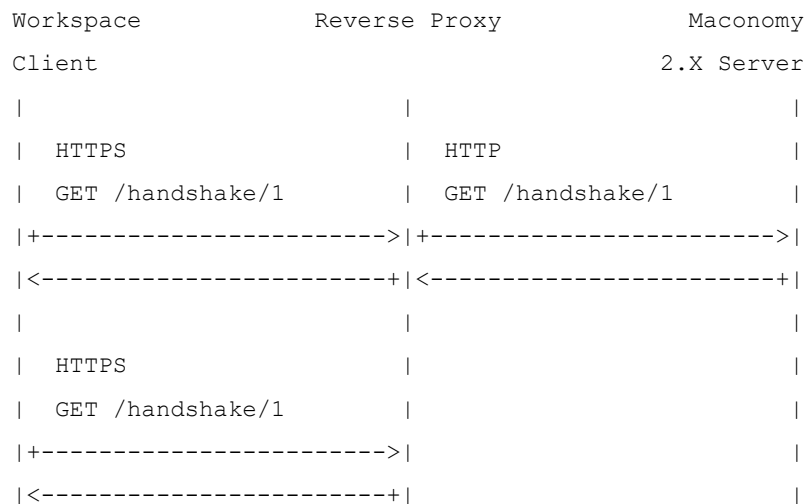 Workspace Reverse Proxy Maconomy
Client 2.X Server
| | |
| HTTPS | HTTP |
| GET /handshake/1 | GET /handshake/1 |
|+------------------------>|+------------------------>|
|<------------------------+|<------------------------+|
| | |
| HTTPS | |
| GET /handshake/1 | |
|+------------------------>| |
|<------------------------+| |